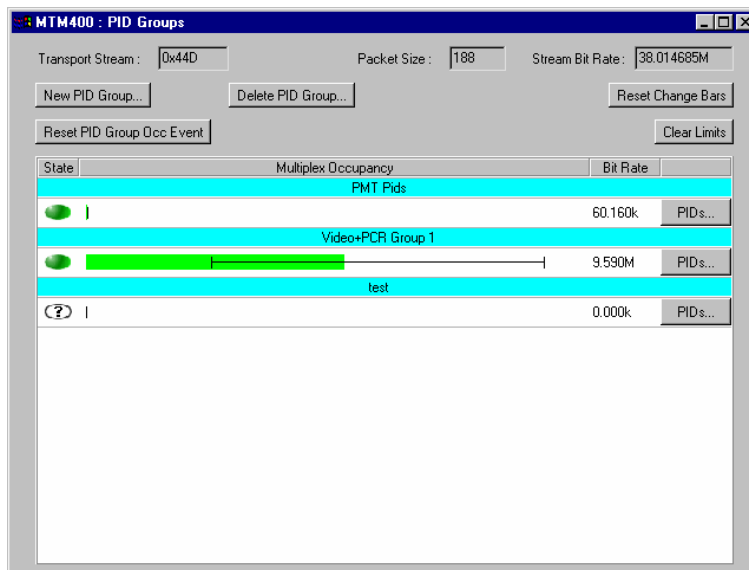 MTM400 : PID Groups
Transport Stream : 0x44D Packet Size : 188 Stream Bit Rate : 38.014685M
New PID Group... Delete PID Group... Reset Change Bars
Reset PID Group Occ Event Clear Limits
State Multiplex Occupancy Bit Rate
PMT Pids
60.160k PIDs...
Video+PCR Group 1
9.590M PIDs...
test
(?) 0.000k PIDs...